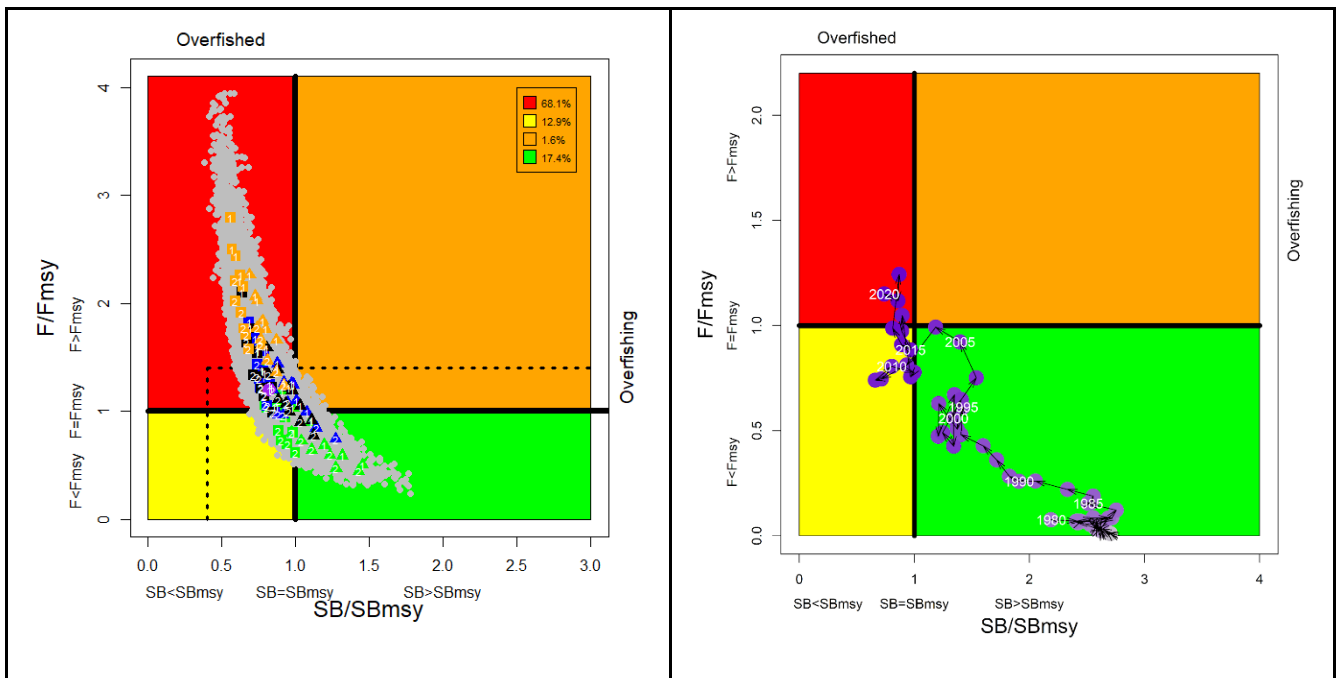 Overfished
4
3
2
1
0
F/Fmsy
F>Fmsy
F=Fmsy
F<Fmsy
68.1%
12.9%
1.6%
17.4%
Overfishing
0.0 0.5 1.0 1.5 2.0 2.5 3.0
SB<SBmsy SB=SBmsy SB>SBmsy
SB/SBmsy
Overfished
2.0
1.5
1.0
0.5
0.0
F/Fmsy
F>Fmsy
F=Fmsy
F<Fmsy
2020
2015
2010
2005
1995
2000
1990
1985
1980
Overfishing
0 1 2 3 4
SB<SBmsy SB=SBmsy SB>SBmsy
SB/SBmsy